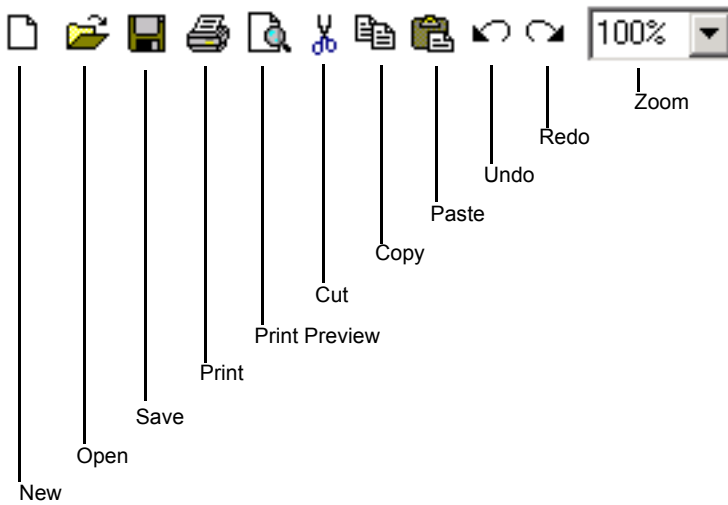 100%
Zoom
Redo
Undo
Paste
Copy
Cut
Print Preview
Print
Save
Open
New